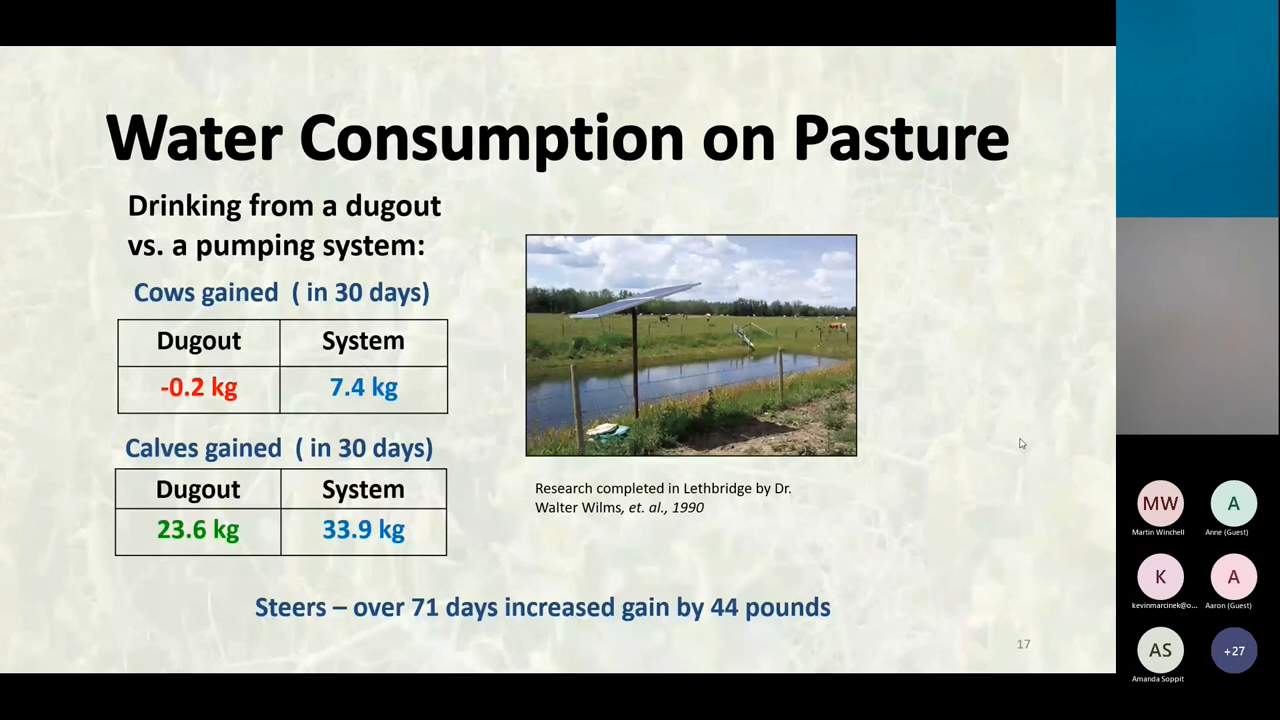 Water Consumption on Pasture
Drinking from a dugout
vs. a pumping system:
Cows gained ( in 30 days)
Dugout System
-0.2 kg 7.4 kg
Calves gained ( in 30 days)
Dugout System
23.6 kg 33.9 kg
Research completed in Lethbridge by Dr.
Walter Wilms, et. al., 1990
Steers – over 71 days increased gain by 44 pounds
17
MW A
Martin Winchell Anne (Guest)
K A
kevinmarcinek@o... Aaron (Guest)
AS +27
Amanda Soppit